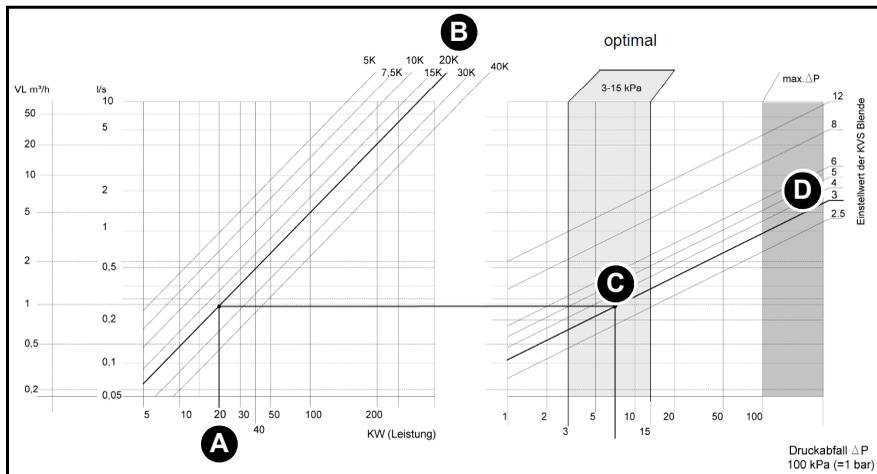 B
optimal
5K 10K 20K
7,5K 15K 30K 40K
3-15 kPa
max. ΔP
VL m³/h
l/s
50
20
10
5
2
1
0,5
0,2
10
5
2
1
0,5
0,2
0,1
0,05
5 10 20 30 50 100 200
40
KW (Leistung)
A
C
D
12
8
6
5
4
3
2.5
Einstellwert der KVS Blende
1 2 5 10 20 50 100
3 15
Druckabfall ΔP
100 kPa (=1 bar)